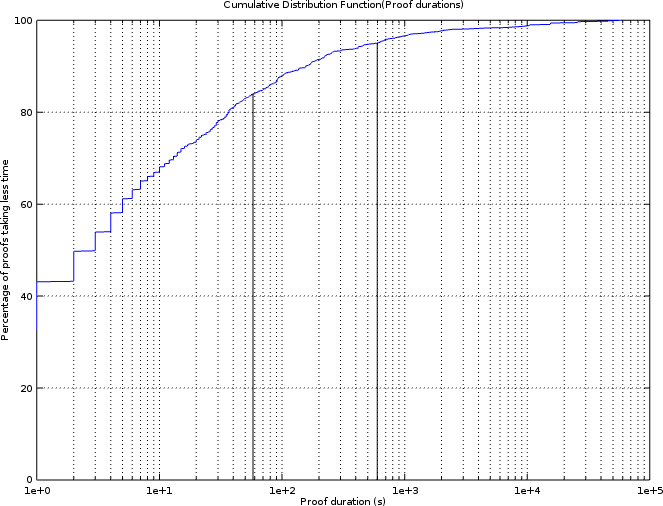 Cumulative Distribution Function(Proof durations)
100
80
60
40
20
0
Percentage of proofs taking less time
1e+0 1e+1 1e+2 1e+3 1e+4 1e+5
Proof duration (s)